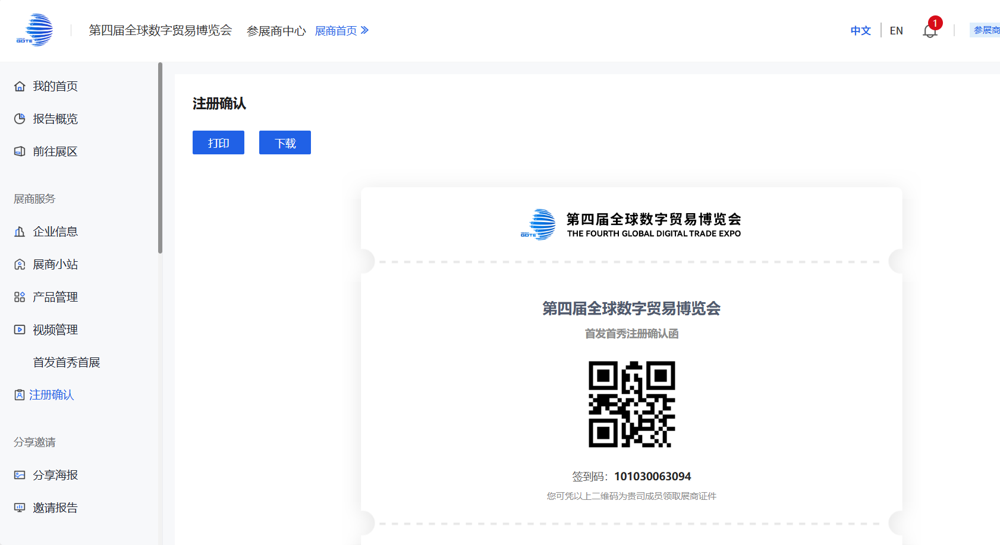 GDTE
第四届全球数字贸易博览会 参展商中心 展商首页
中文 EN 1 参展商
我的首页
报告概览
前往展区
展商服务
企业信息
展商小站
产品管理
视频管理
首发首秀首展
注册确认
分享邀请
分享海报
邀请报告
注册确认
打印 下载
GDTE
第四届全球数字贸易博览会
THE FOURTH GLOBAL DIGITAL TRADE EXPO
第四届全球数字贸易博览会
首发首秀注册确认函
签到码：101030063094
您可凭以上二维码为贵司成员领取展商证件